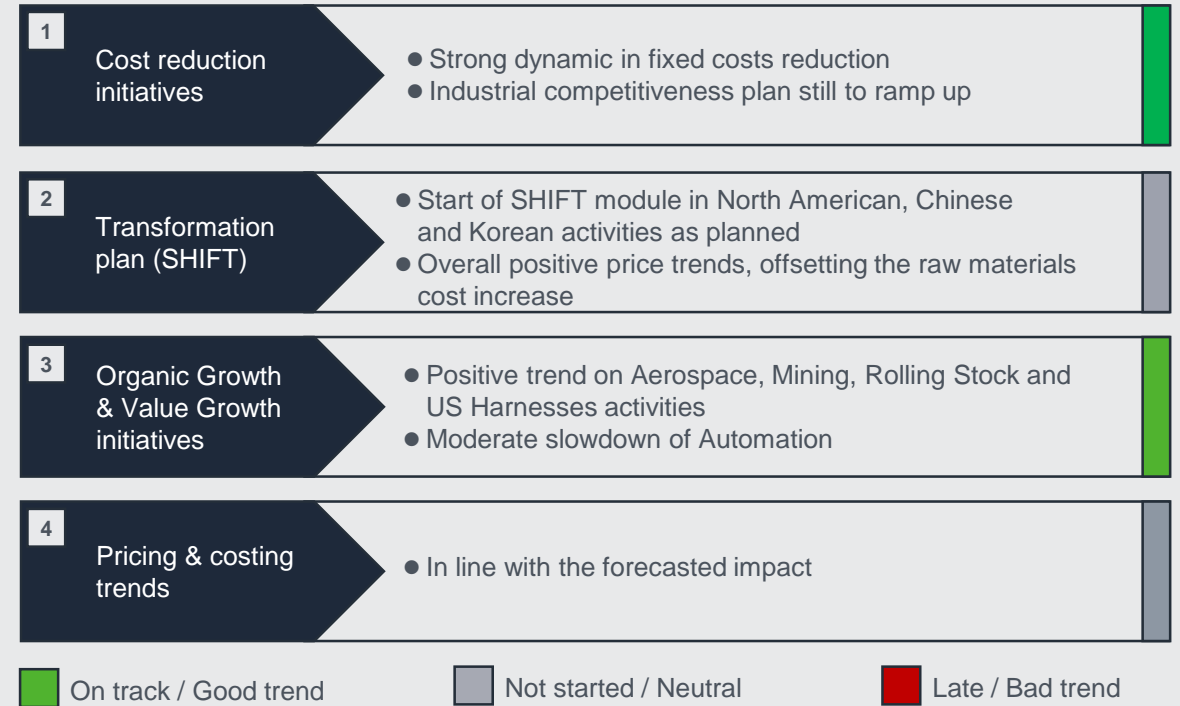 1
Cost reduction
initiatives
● Strong dynamic in fixed costs reduction
● Industrial competitiveness plan still to ramp up
2
Transformation
plan (SHIFT)
● Start of SHIFT module in North American, Chinese
and Korean activities as planned
● Overall positive price trends, offsetting the raw materials
cost increase
3
Organic Growth
& Value Growth
initiatives
● Positive trend on Aerospace, Mining, Rolling Stock and
US Harnesses activities
● Moderate slowdown of Automation
4
Pricing & costing
trends
● In line with the forecasted impact
On track / Good trend
Not started / Neutral
Late / Bad trend